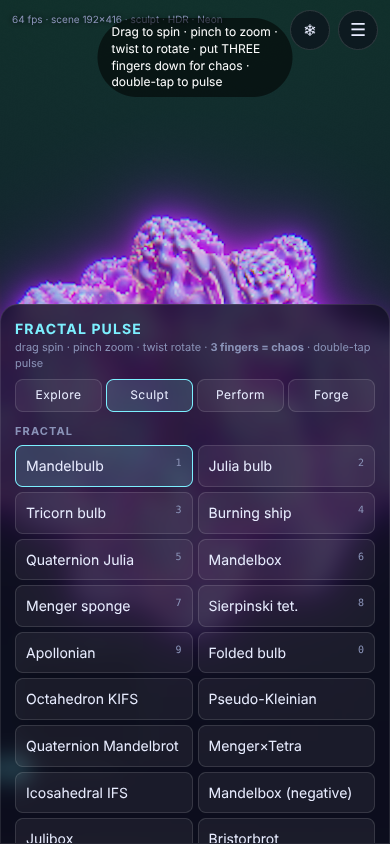 64 fps · scene 192×416 · sculpt · HDR · Neon
Drag to spin · pinch to zoom ·
twist to rotate · put THREE
fingers down for chaos ·
double-tap to pulse
❄
☰
FRACTAL PULSE
drag spin · pinch zoom · twist rotate · 3 fingers = chaos · double-tap
pulse
Explore
Sculpt
Perform
Forge
FRACTAL
Mandelbulb 1
Julia bulb 2
Tricorn bulb 3
Burning ship 4
Quaternion Julia 5
Mandelbox 6
Menger sponge 7
Sierpinski tet. 8
Apollonian 9
Folded bulb 0
Octahedron KIFS
Pseudo-Kleinian
Quaternion Mandelbrot
Menger×Tetra
Icosahedral IFS
Mandelbox (negative)
Julibox
Bristorbrot